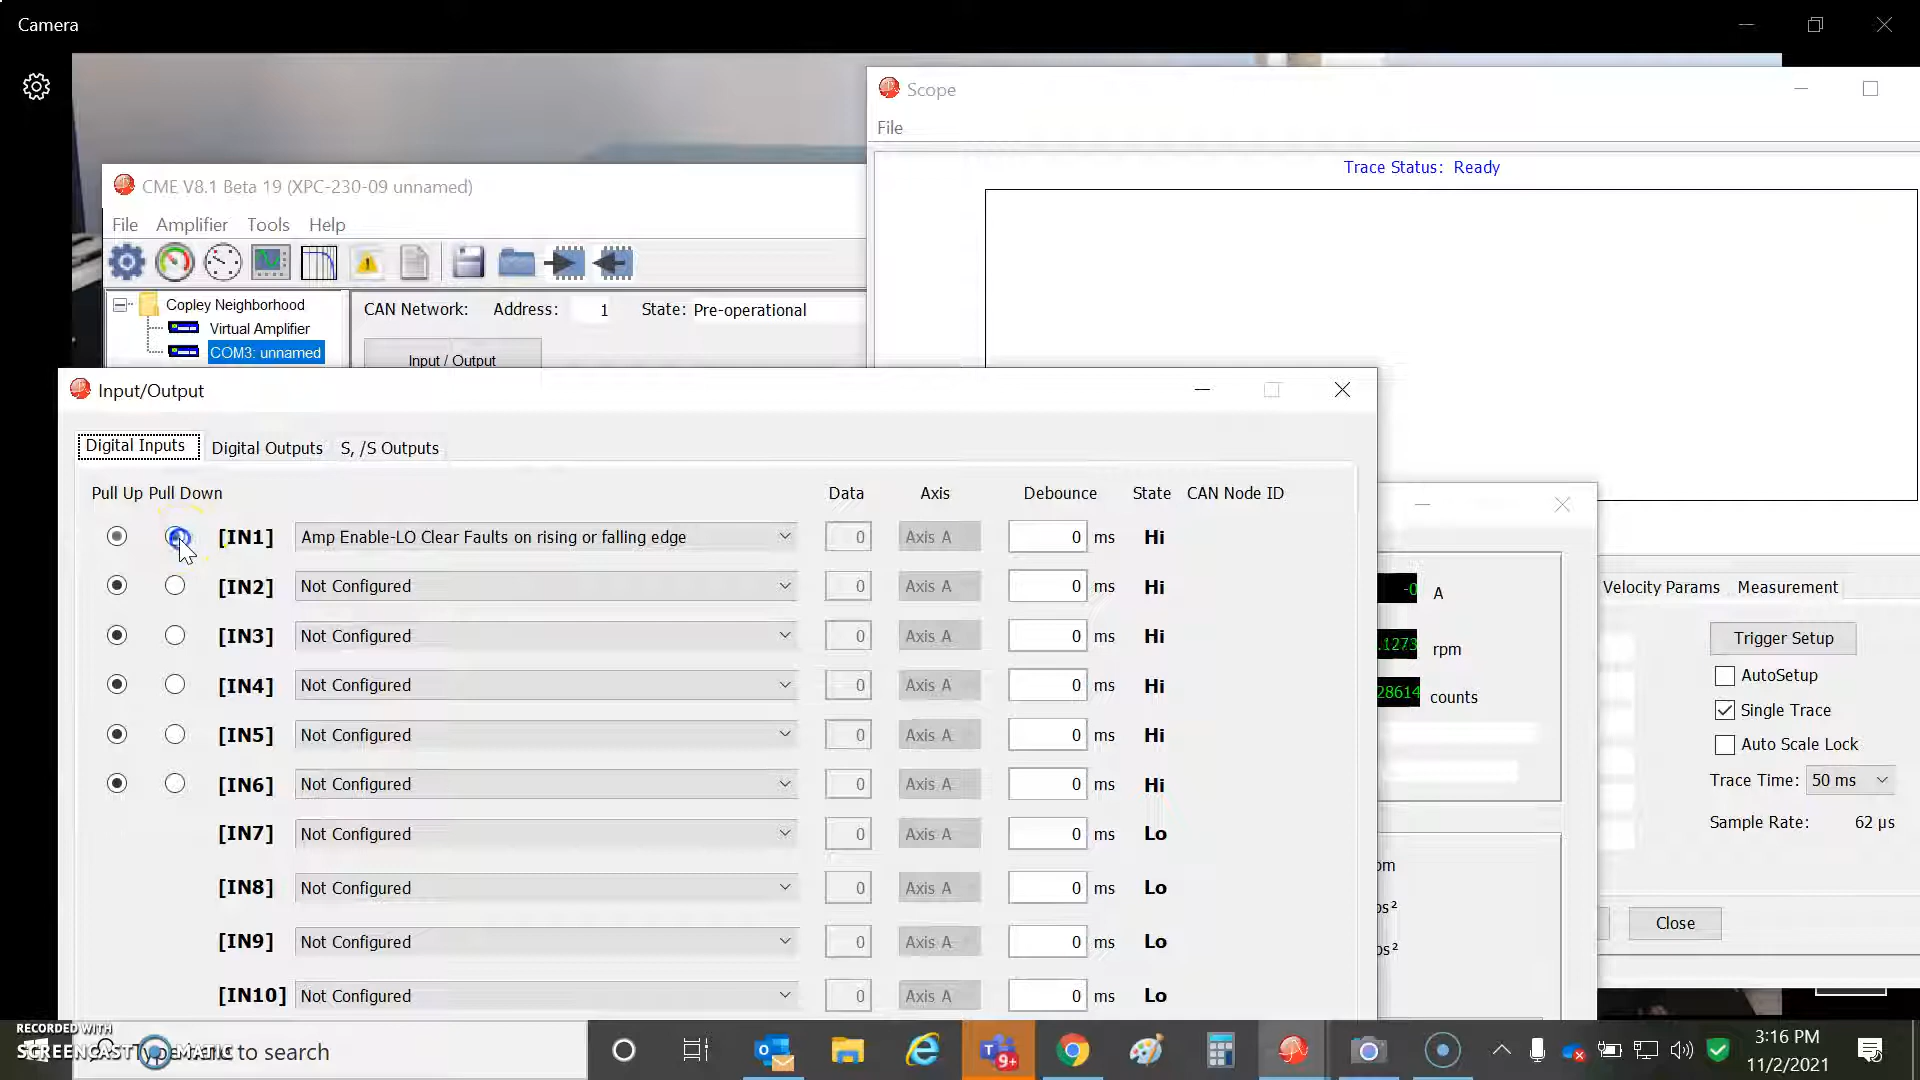 Camera
Scope
File
Trace Status: Ready
CME V8.1 Beta 19 (XPC-230-09 unnamed)
File Amplifier Tools Help
Copley Neighborhood
Virtual Amplifier
COM3: unnamed
CAN Network: Address: 1 State: Pre-operational
Input / Output
Input/Output
Digital Inputs Digital Outputs S, /S Outputs
Pull Up Pull Down Data Axis Debounce State CAN Node ID
[IN1] Amp Enable-LO Clear Faults on rising or falling edge 0 Axis A 0 ms Hi
[IN2] Not Configured 0 Axis A 0 ms Hi
[IN3] Not Configured 0 Axis A 0 ms Hi
[IN4] Not Configured 0 Axis A 0 ms Hi
[IN5] Not Configured 0 Axis A 0 ms Hi
[IN6] Not Configured 0 Axis A 0 ms Hi
[IN7] Not Configured 0 Axis A 0 ms Lo
[IN8] Not Configured 0 Axis A 0 ms Lo
[IN9] Not Configured 0 Axis A 0 ms Lo
[IN10] Not Configured 0 Axis A 0 ms Lo
-0 A
.1273 rpm
28614 counts
pm
ps²
ps²
Velocity Params Measurement
Trigger Setup
AutoSetup
Single Trace
Auto Scale Lock
Trace Time: 50 ms
Sample Rate: 62 µs
Close
RECORDED WITH
SCREENCAST MATIC
to search
9+
3:16 PM
11/2/2021